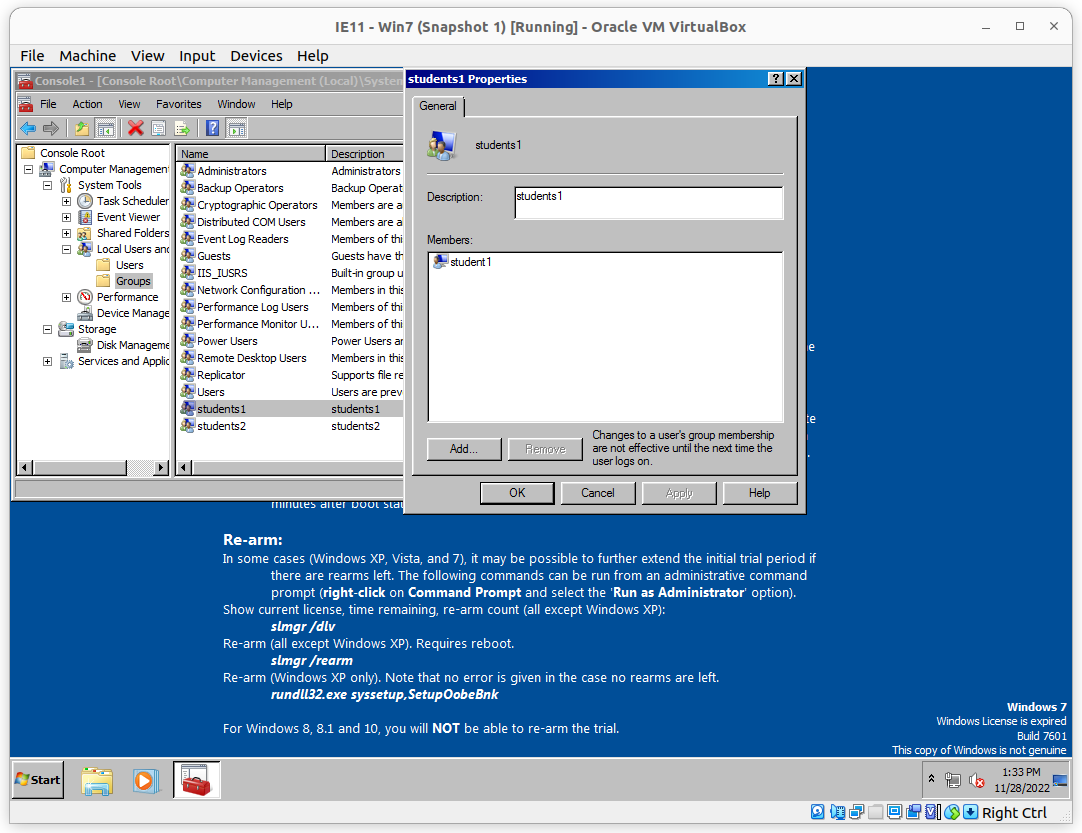 IE11 - Win7 (Snapshot 1) [Running] - Oracle VM VirtualBox
File Machine View Input Devices Help
Console1 - [Console Root\Computer Management (Local)\System
File Action View Favorites Window Help
Console Root
Computer Management
System Tools
Task Scheduler
Event Viewer
Shared Folders
Local Users and
Users
Groups
Performance
Device Manage
Storage
Disk Manageme
Services and Applic
Name Description
Administrators Administrators
Backup Operators Backup Operat
Cryptographic Operators Members are a
Distributed COM Users Members are al
Event Log Readers Members of thi
Guests Guests have th
IIS_IUSRS Built-in group u
Network Configuration ... Members in this
Performance Log Users Members of thi
Performance Monitor U... Members of thi
Power Users Power Users ar
Remote Desktop Users Members in this
Replicator Supports file re
Users Users are prev
students1 students1
students2 students2
students1 Properties
General
students1
Description: students1
Members:
student1
Add... Remove
Changes to a user's group membership
are not effective until the next time the
user logs on.
OK Cancel Apply Help
minutes after boot stat
Re-arm:
In some cases (Windows XP, Vista, and 7), it may be possible to further extend the initial trial period if
there are rearms left. The following commands can be run from an administrative command
prompt (right-click on Command Prompt and select the 'Run as Administrator' option).
Show current license, time remaining, re-arm count (all except Windows XP):
slmgr /dlv
Re-arm (all except Windows XP). Requires reboot.
slmgr /rearm
Re-arm (Windows XP only). Note that no error is given in the case no rearms are left.
rundll32.exe syssetup,SetupOobeBnk
For Windows 8, 8.1 and 10, you will NOT be able to re-arm the trial.
Windows 7
Windows License is expired
Build 7601
This copy of Windows is not genuine
Start
1:33 PM
11/28/2022
Right Ctrl